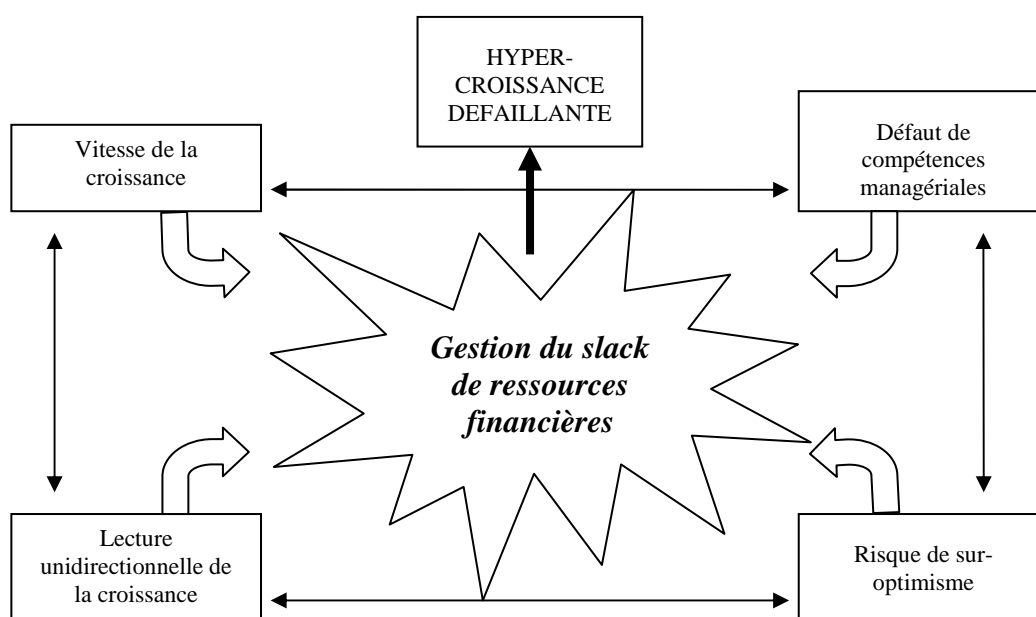 HYPER-
CROISSANCE
DEFAILLANTE
Vitesse de la
croissance
Défaut de
compétences
managériales
Gestion du slack
de ressources
financières
Lecture
unidirectionnelle de
la croissance
Risque de sur-
optimisme